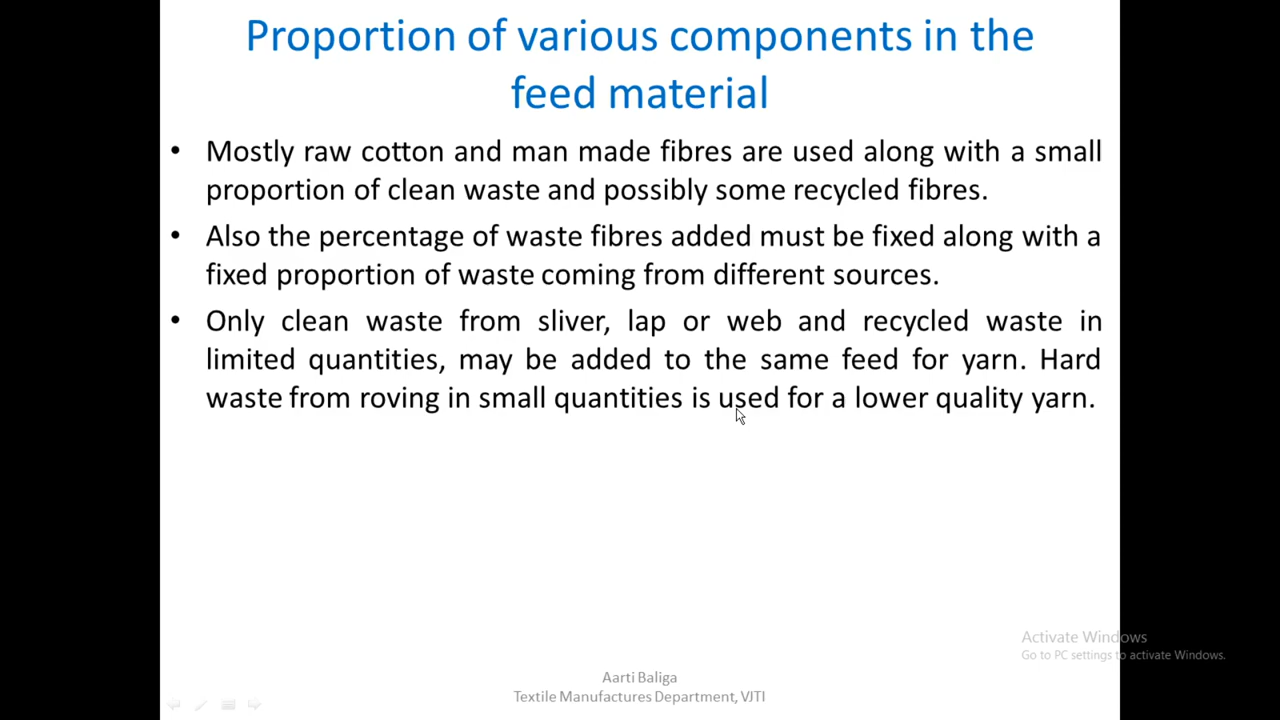 Proportion of various components in the
feed material
• Mostly raw cotton and man made fibres are used along with a small
proportion of clean waste and possibly some recycled fibres.
• Also the percentage of waste fibres added must be fixed along with a
fixed proportion of waste coming from different sources.
• Only clean waste from sliver, lap or web and recycled waste in
limited quantities, may be added to the same feed for yarn. Hard
waste from roving in small quantities is used for a lower quality yarn.
Activate Windows
Go to PC settings to activate Windows.
Aarti Baliga
Textile Manufactures Department, VJTI